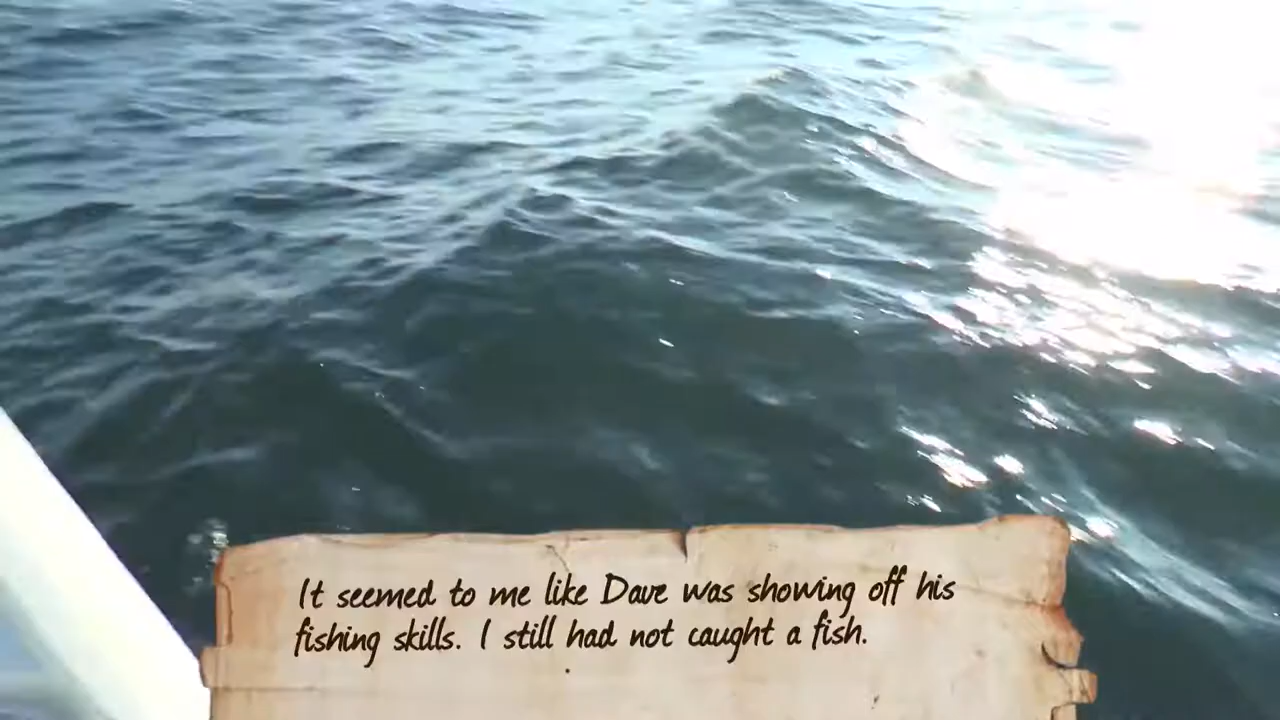 It seemed to me like Dave was showing off his
fishing skills. I still had not caught a fish.